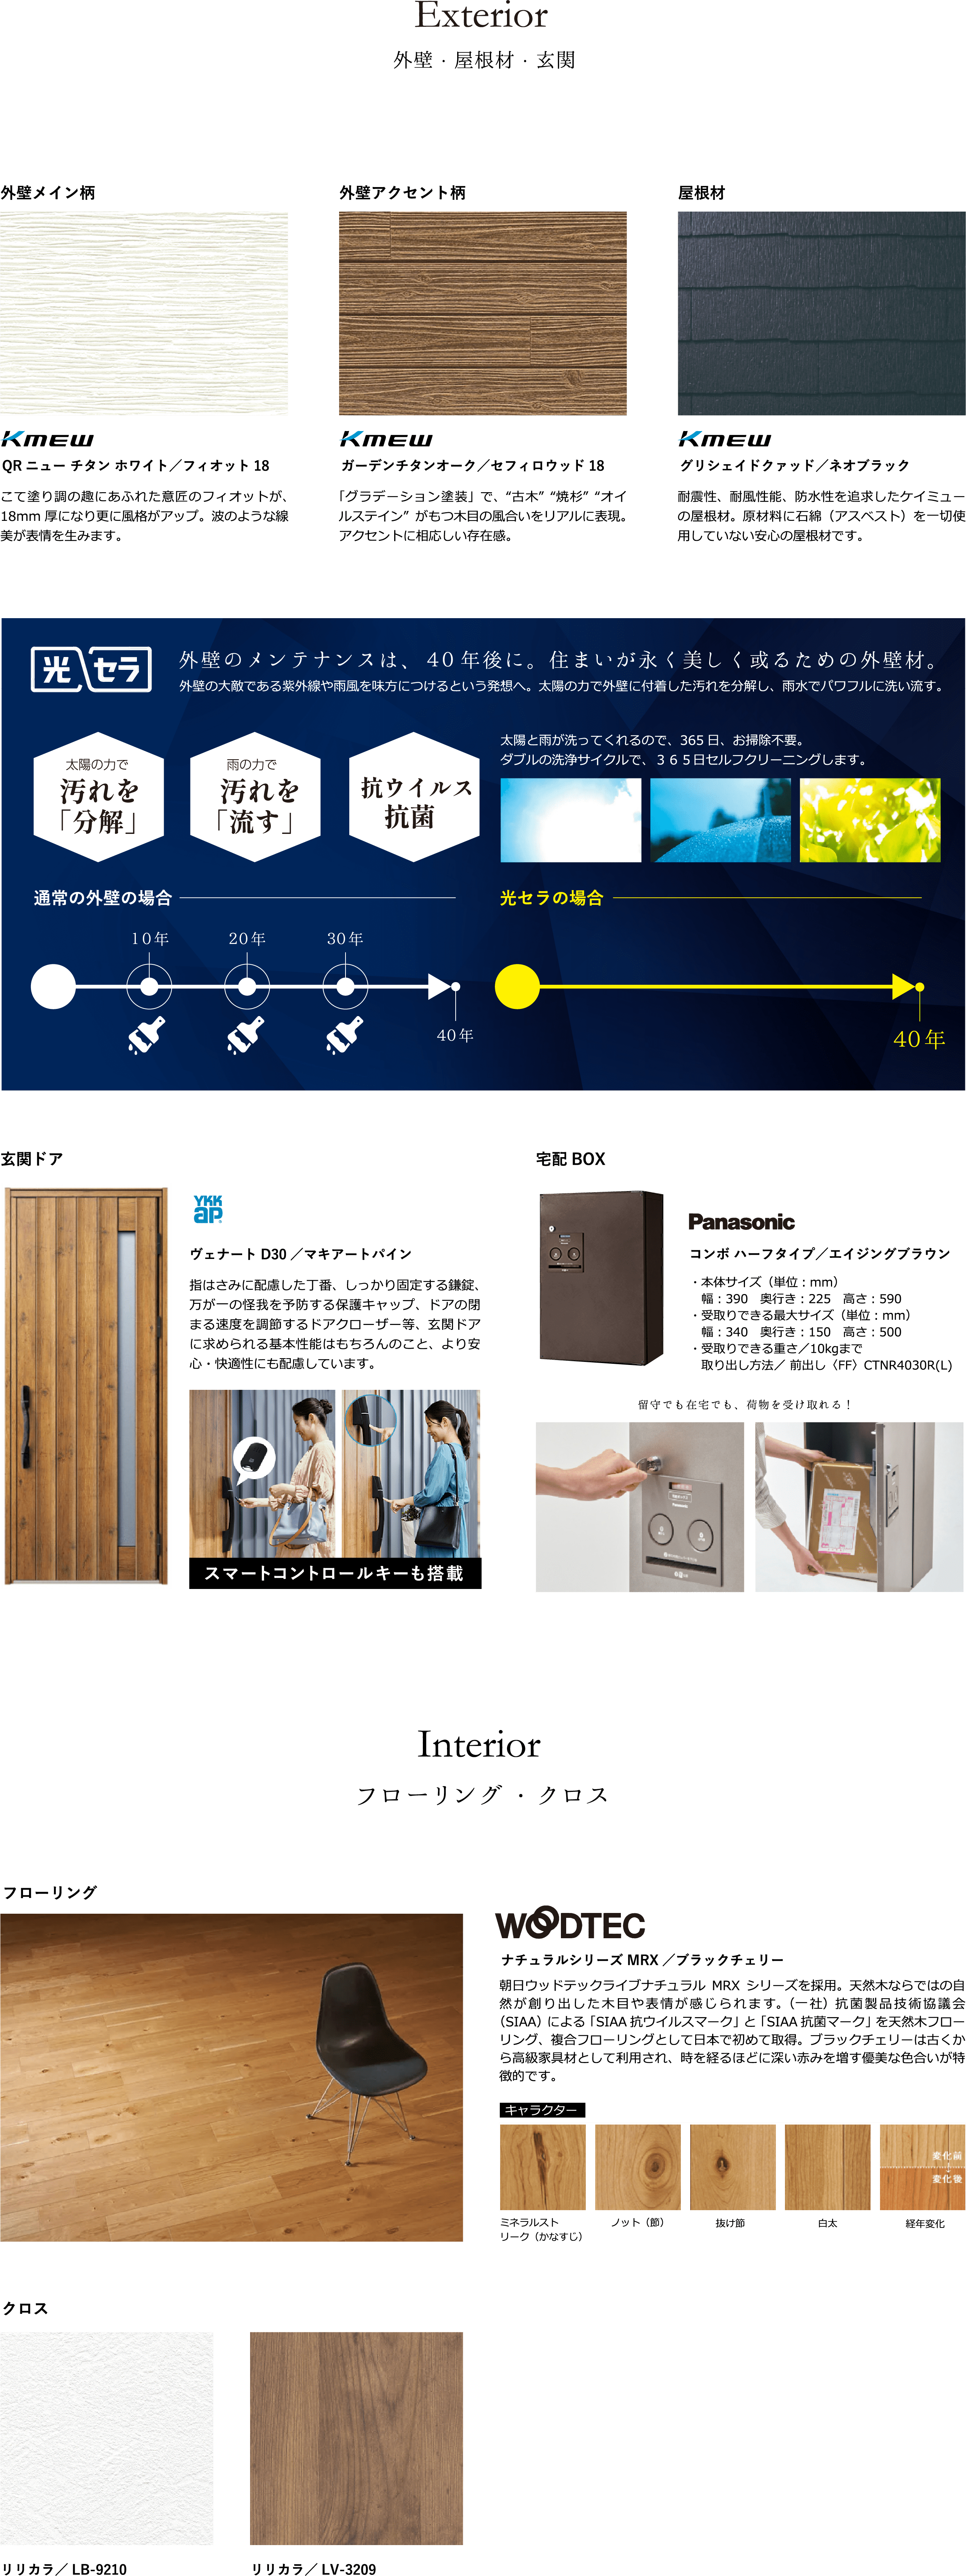 Exterior
外壁・屋根材・玄関
外壁メイン柄
KMEW
QRニュー チタン ホワイト／フィオット18
こて塗り調の趣にあふれた意匠のフィオットが、
18mm厚になり更に風格がアップ。波のような線
美が表情を生みます。
外壁アクセント柄
KMEW
ガーデンチタンオーク／セフィロウッド18
「グラデーション塗装」で、“古木” “焼杉” “オイ
ルステイン” がもつ木目の風合いをリアルに表現。
アクセントに相応しい存在感。
屋根材
KMEW
グリシェイドクァッド／ネオブラック
耐震性、耐風性能、防水性を追求したケイミュー
の屋根材。原材料に石綿（アスベスト）を一切使
用していない安心の屋根材です。
光セラ
外壁のメンテナンスは、40年後に。住まいが永く美しく或るための外壁材。
外壁の大敵である紫外線や雨風を味方につけるという発想へ。太陽の力で外壁に付着した汚れを分解し、雨水でパワフルに洗い流す。
太陽の力で
汚れを
「分解」
雨の力で
汚れを
「流す」
抗ウイルス
抗菌
太陽と雨が洗ってくれるので、365日、お掃除不要。
ダブルの洗浄サイクルで、３６５日セルフクリーニングします。
通常の外壁の場合
10年
20年
30年
40年
光セラの場合
40年
玄関ドア
YKK
ap
ヴェナートD30／マキアートパイン
指はさみに配慮した丁番、しっかり固定する鎌錠、
万が一の怪我を予防する保護キャップ、ドアの閉
まる速度を調節するドアクローザー等、玄関ドア
に求められる基本性能はもちろんのこと、より安
心・快適性にも配慮しています。
スマートコントロールキーも搭載
宅配BOX
Panasonic
コンボ ハーフタイプ／エイジングブラウン
・本体サイズ（単位：mm）
幅：390　奥行き：225　高さ：590
・受取りできる最大サイズ（単位：mm）
幅：340　奥行き：150　高さ：500
・受取りできる重さ／10kgまで
取り出し方法／ 前出し〈FF〉CTNR4030R(L)
留守でも在宅でも、荷物を受け取れる！
Panasonic
Interior
フローリング・クロス
フローリング
WOODTEC
ナチュラルシリーズMRX／ブラックチェリー
朝日ウッドテックライブナチュラル MRX シリーズを採用。天然木ならではの自
然が創り出した木目や表情が感じられます。（一社）抗菌製品技術協議会
（SIAA）による「SIAA抗ウイルスマーク」と「SIAA抗菌マーク」を天然木フロー
リング、複合フローリングとして日本で初めて取得。ブラックチェリーは古くか
ら高級家具材として利用され、時を経るほどに深い赤みを増す優美な色合いが特
徴的です。
キャラクター
ミネラルスト
リーク（かなすじ）
ノット（節）
抜け節
白太
変化前
変化後
経年変化
クロス
リリカラ／ LB-9210
リリカラ／ LV-3209